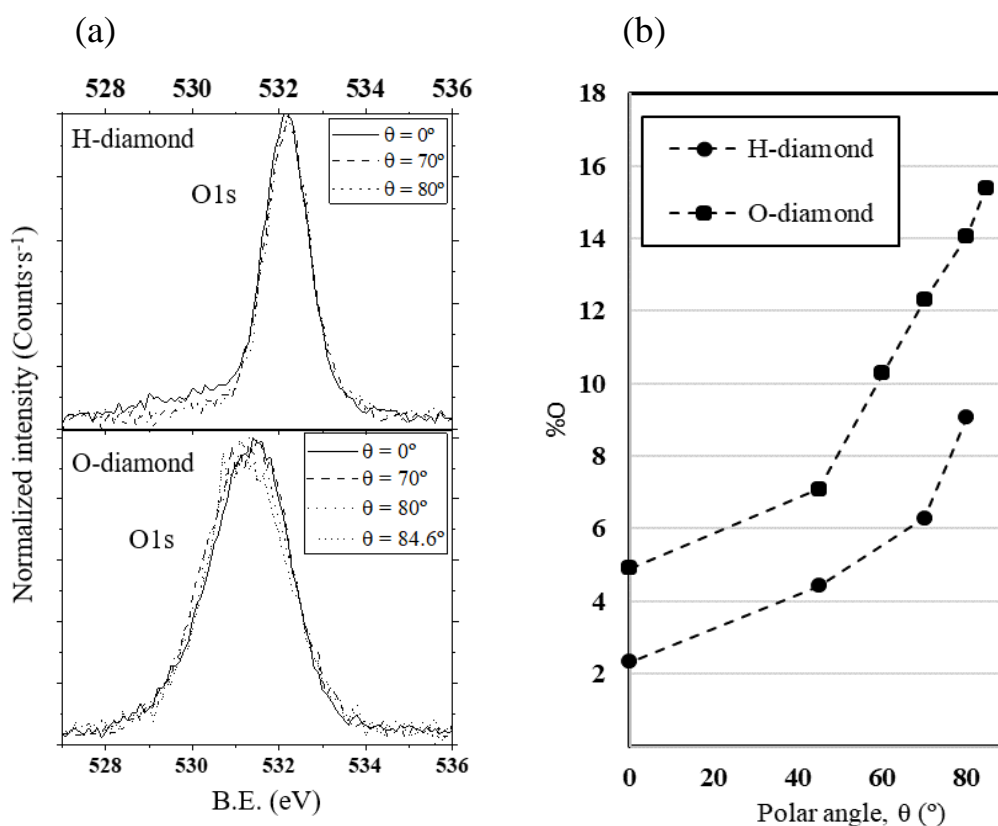 (a)
528 530 532 534 536
H-diamond
O1s
θ = 0º
θ = 70º
θ = 80º
O-diamond
O1s
θ = 0º
θ = 70º
θ = 80º
θ = 84.6º
528 530 532 534 536
B.E. (eV)
Normalized intensity (Counts·s⁻¹)
(b)
18
16
14
12
10
8
6
4
2
%O
H-diamond
O-diamond
0 20 40 60 80
Polar angle, θ (º)